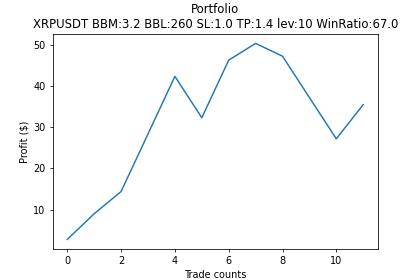 Portfolio
XRPUSDT BBM:3.2 BBL:260 SL:1.0 TP:1.4 lev:10 WinRatio:67.0
50
40
30
20
10
Profit ($)
0 2 4 6 8 10
Trade counts